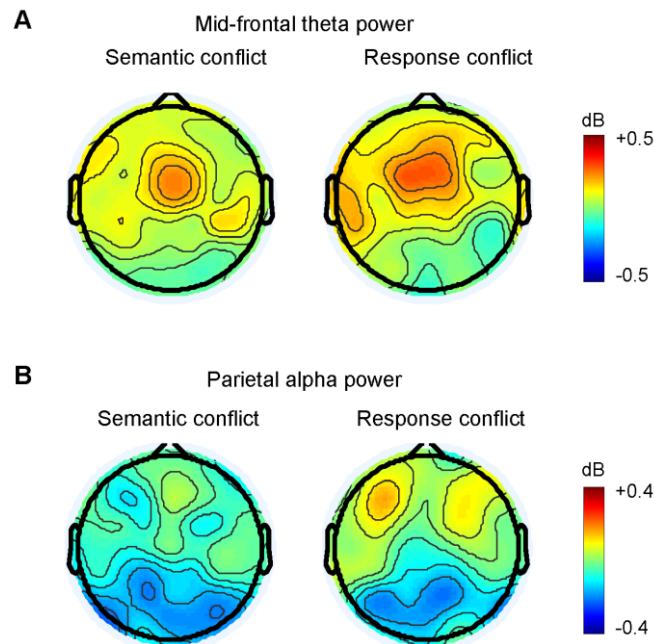 A
Mid-frontal theta power
Semantic conflict
Response conflict
dB
+0.5
-0.5
B
Parietal alpha power
Semantic conflict
Response conflict
dB
+0.4
-0.4